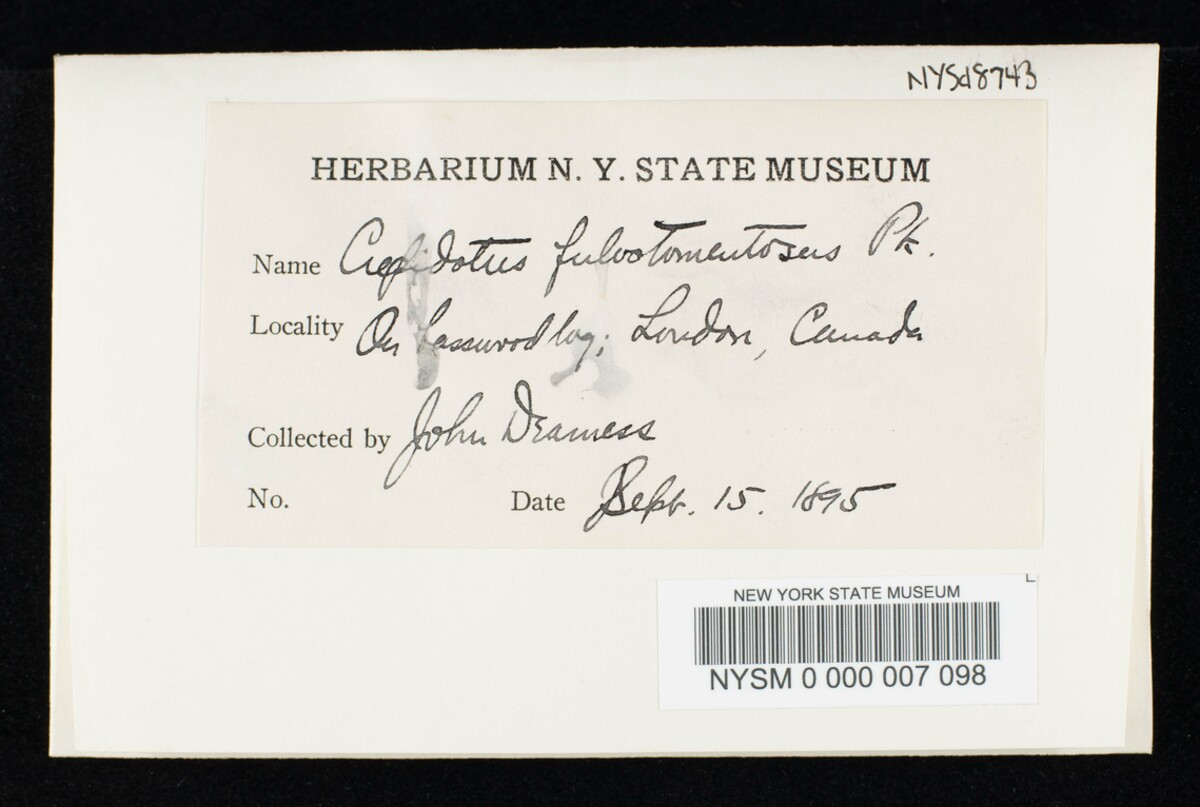 NYSd8743
HERBARIUM N. Y. STATE MUSEUM
Name Crepidotus fulvotomentosus Pk.
Locality On basswood log; London, Canada
Collected by John Dearness
No. Date Sept. 15. 1895
L
NEW YORK STATE MUSEUM
NYSM 0 000 007 098